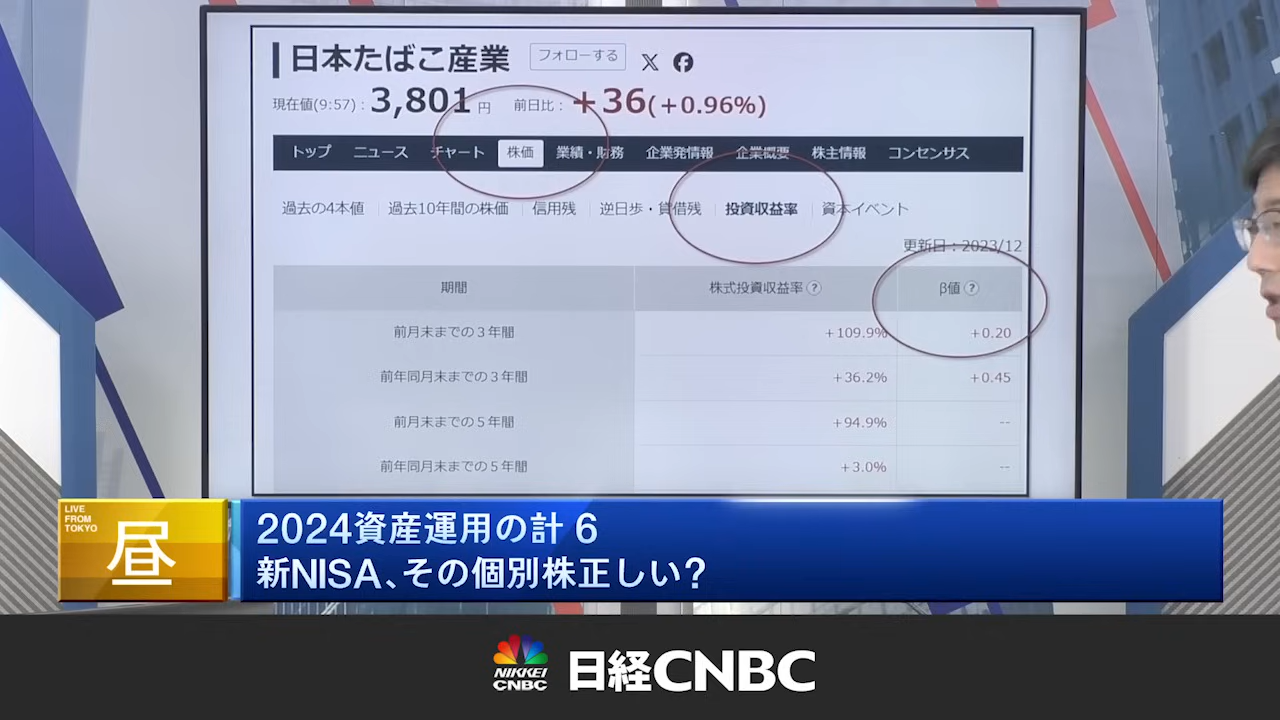 日本たばこ産業 フォローする
現在値(9:57)：3,801円 前日比：+36(+0.96%)
トップ ニュース チャート 株価 業績・財務 企業発情報 企業概要 株主情報 コンセンサス
過去の4本値 過去10年間の株価 信用残 逆日歩・貸借残 投資収益率 資本イベント
更新日：2023/12
期間 株式投資収益率? β値?
前月末までの３年間 +109.9% +0.20
前年同月末までの３年間 +36.2% +0.45
前月末までの５年間 +94.9% --
前年同月末までの５年間 +3.0% --
LIVE
FROM
TOKYO
昼
2024資産運用の計 6
新NISA、その個別株正しい？
NIKKEI
CNBC
日経CNBC